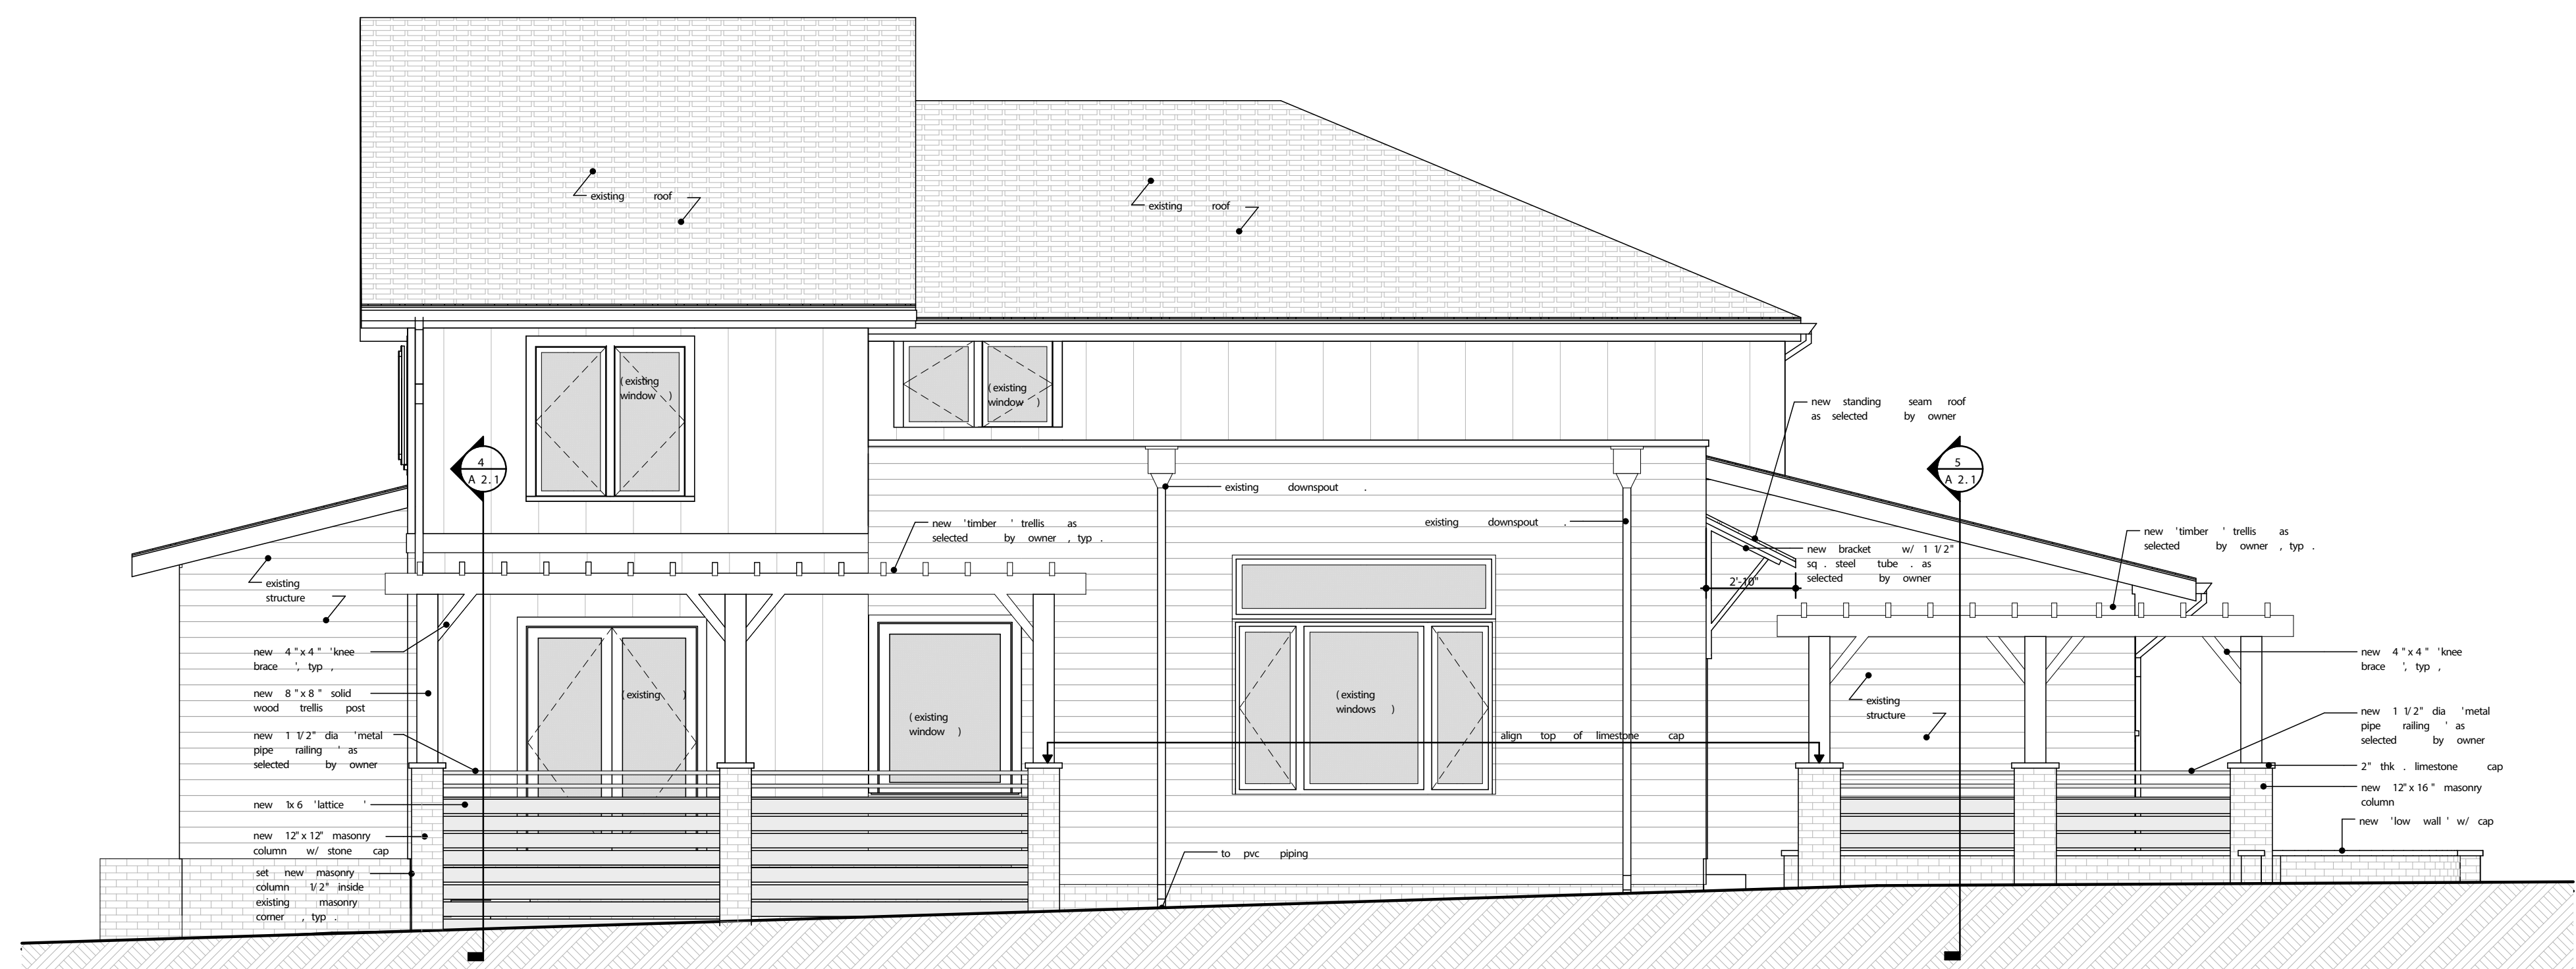 existing roof
existing roof
(existing
window )
(existing
window )
new standing seam roof
as selected by owner
4
A 2.1
5
A 2.1
existing downspout .
existing downspout .
new 'timber ' trellis as
selected by owner , typ .
new 'timber ' trellis as
selected by owner , typ .
new bracket w/ 1 1/2"
sq . steel tube . as
selected by owner
2'-10"
existing
structure
new 4 "x 4 " 'knee
brace ', typ ,
new 8 "x 8 " solid
wood trellis post
new 1 1/2" dia 'metal
pipe railing ' as
selected by owner
new 1x 6 'lattice '
new 12"x 12" masonry
column w/ stone cap
set new masonry
column 1/2" inside
existing masonry
corner , typ .
(existing )
(existing
window )
(existing
windows )
align top of limestone cap
to pvc piping
existing
structure
new 4 "x 4 " 'knee
brace ', typ ,
new 1 1/2" dia 'metal
pipe railing ' as
selected by owner
2" thk . limestone cap
new 12"x 16 " masonry
column
new 'low wall ' w/ cap